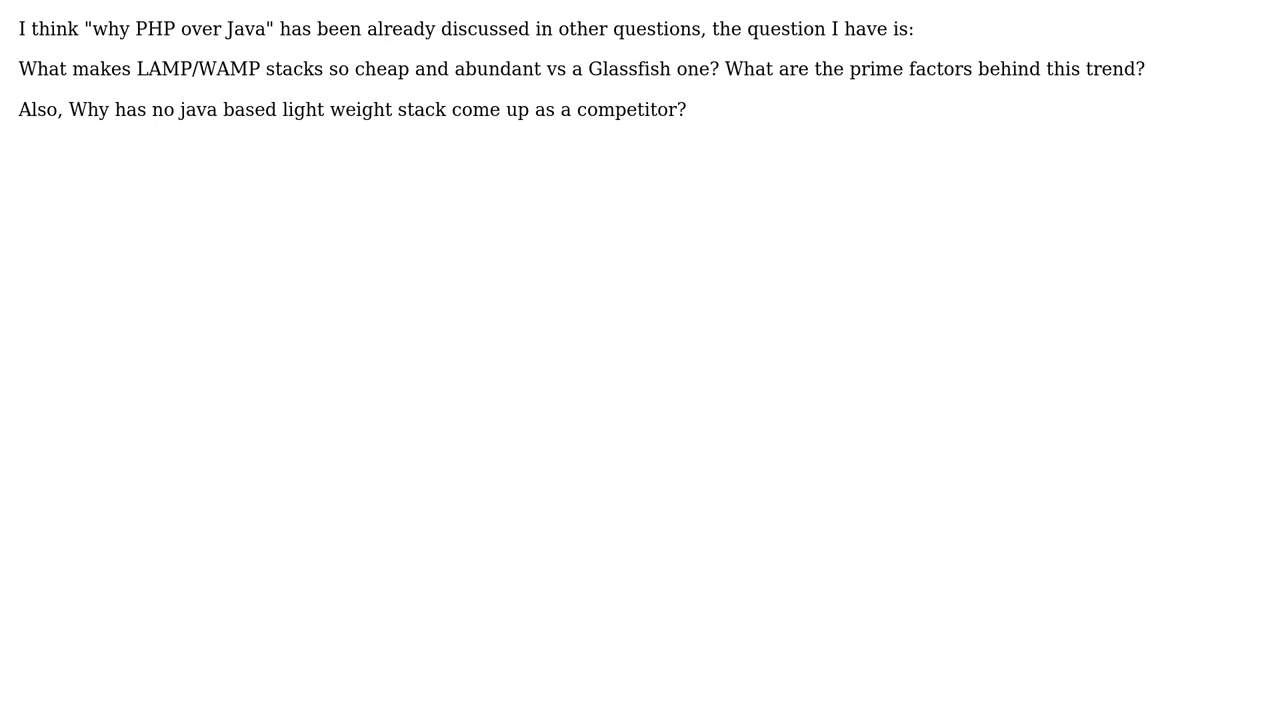 I think "why PHP over Java" has been already discussed in other questions, the question I have is:
What makes LAMP/WAMP stacks so cheap and abundant vs a Glassfish one? What are the prime factors behind this trend?
Also, Why has no java based light weight stack come up as a competitor?